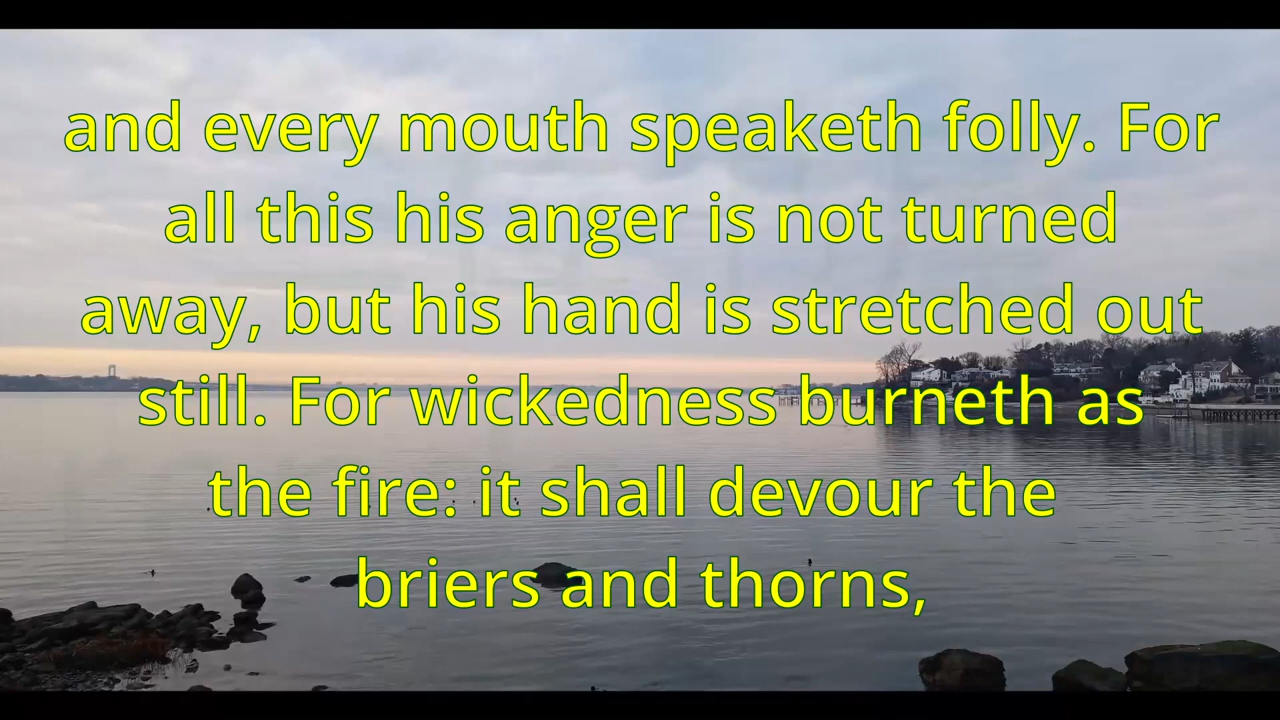 and every mouth speaketh folly. For
all this his anger is not turned
away, but his hand is stretched out
still. For wickedness burneth as
the fire: it shall devour the
briers and thorns,